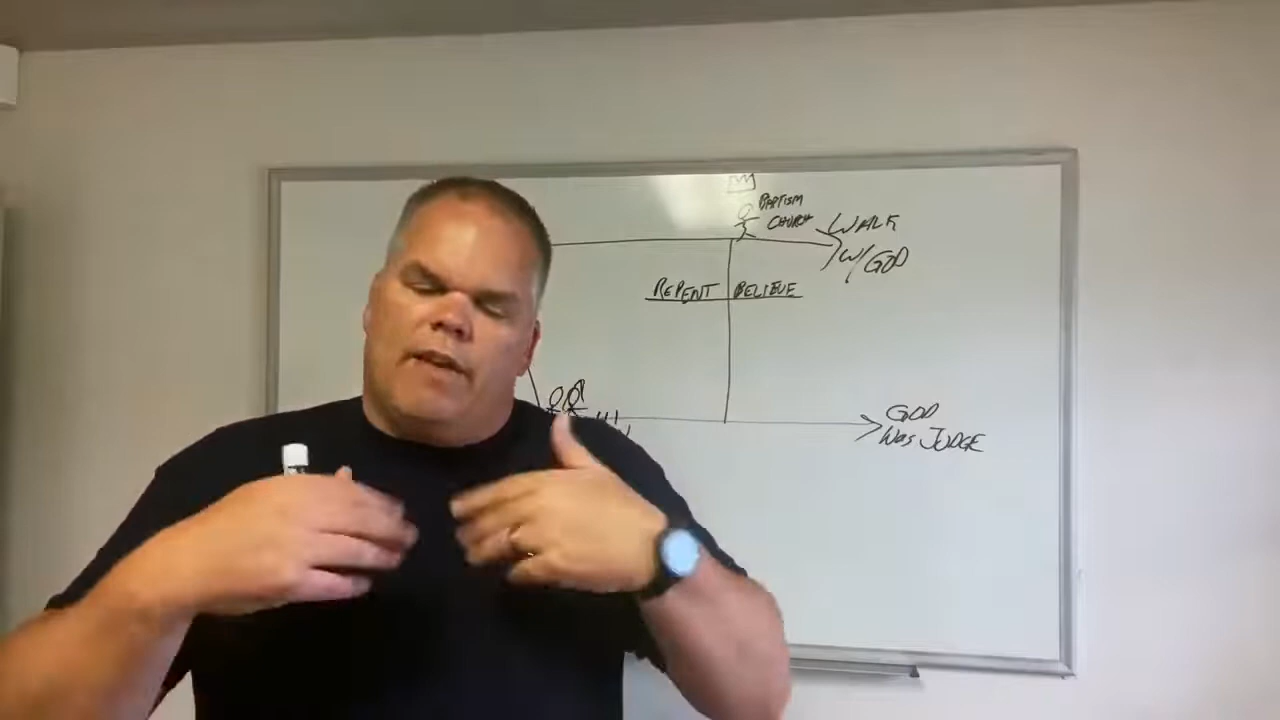 BAPTISM
CHURCH
WALK
W/ GOD
REPENT BELIEVE
GOD
WAS JUDGE